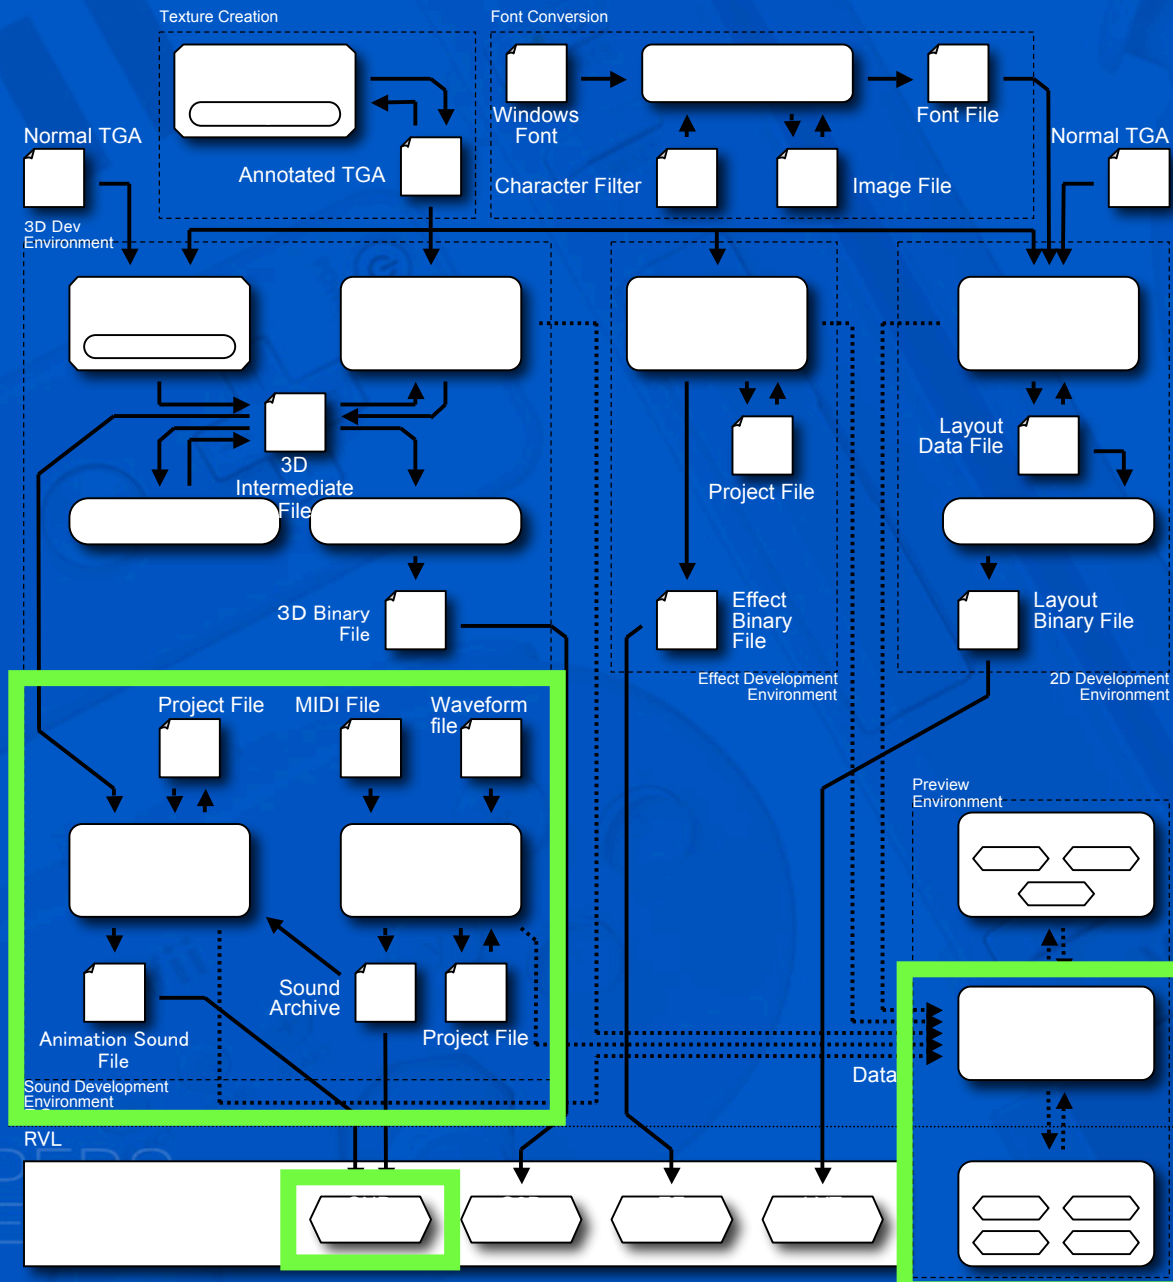 Texture Creation
Font Conversion
Windows
Font
Font File
Normal TGA
Normal TGA
Annotated TGA
Character Filter
Image File
3D Dev
Environment
3D
Intermediate
File
Layout
Data File
Project File
3D Binary
File
Effect
Binary
File
Layout
Binary File
Effect Development
Environment
2D Development
Environment
Project File
MIDI File
Waveform
file
Preview
Environment
Sound
Archive
Project File
Animation Sound
File
Data
Sound Development
Environment
RVL